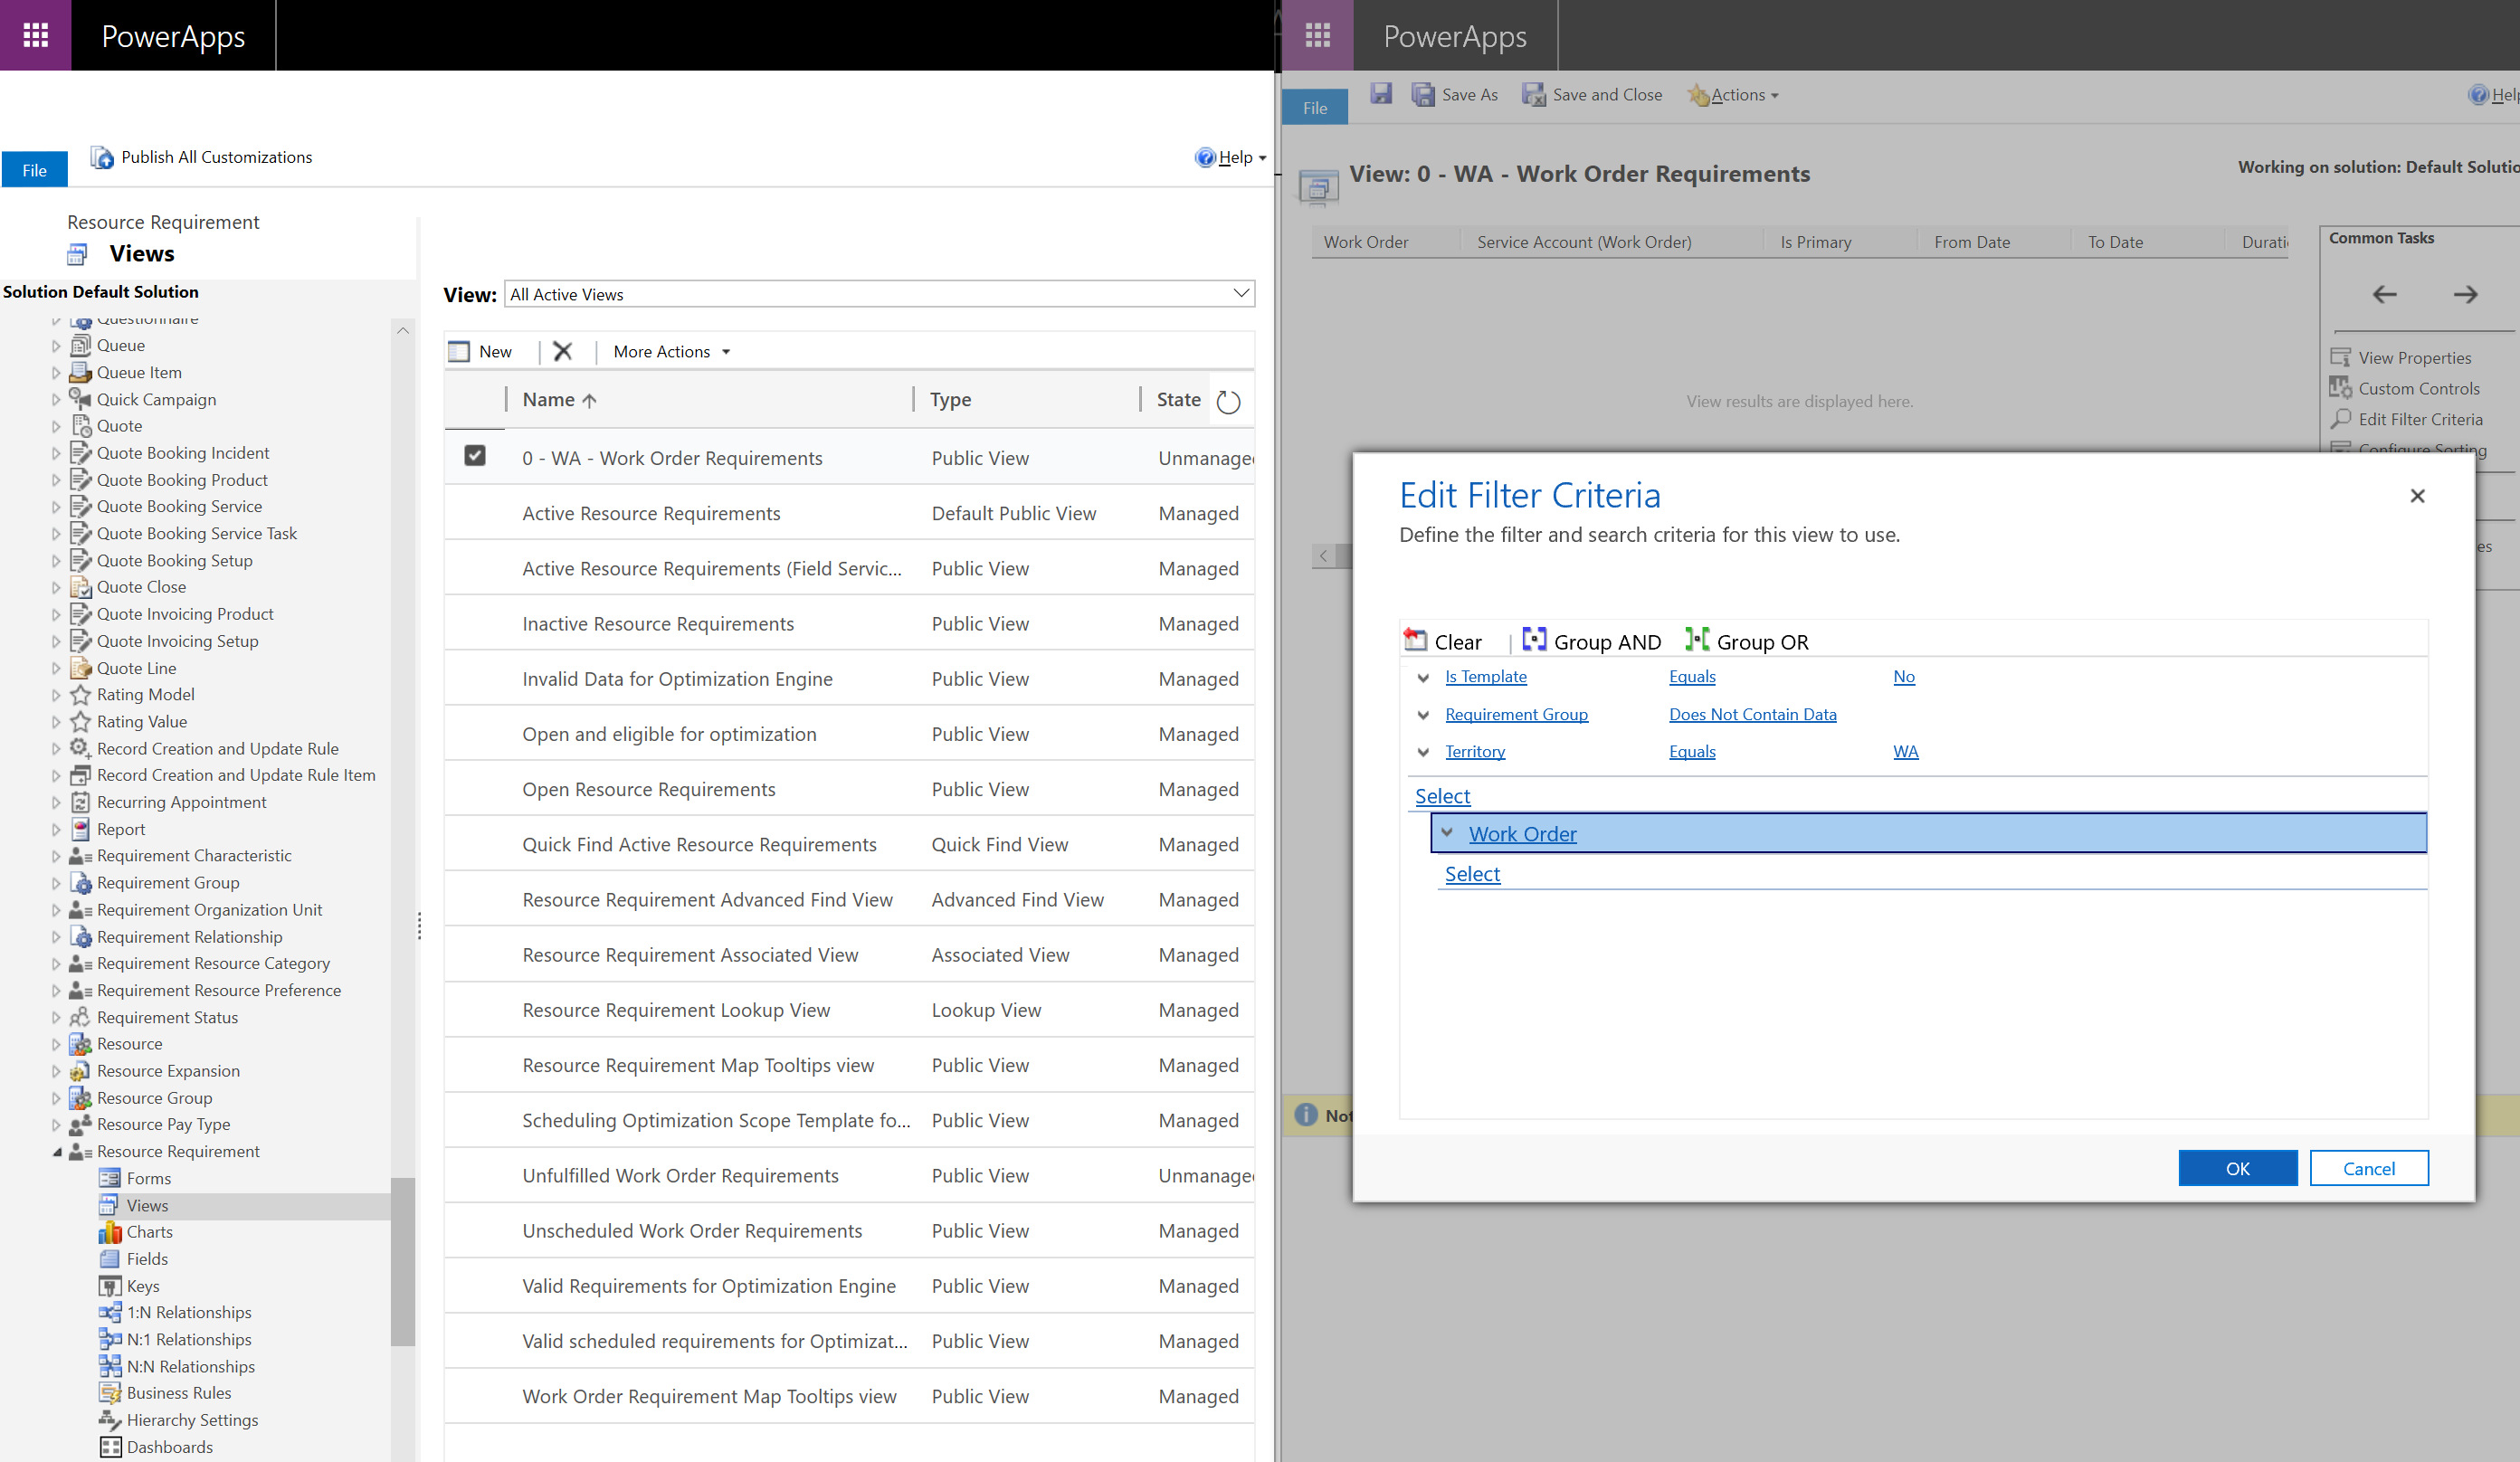 PowerApps
File
Publish All Customizations
Help
Resource Requirement
Views
Solution Default Solution
Questionnaire
Queue
Queue Item
Quick Campaign
Quote
Quote Booking Incident
Quote Booking Product
Quote Booking Service
Quote Booking Service Task
Quote Booking Setup
Quote Close
Quote Invoicing Product
Quote Invoicing Setup
Quote Line
Rating Model
Rating Value
Record Creation and Update Rule
Record Creation and Update Rule Item
Recurring Appointment
Report
Requirement Characteristic
Requirement Group
Requirement Organization Unit
Requirement Relationship
Requirement Resource Category
Requirement Resource Preference
Requirement Status
Resource
Resource Expansion
Resource Group
Resource Pay Type
Resource Requirement
Forms
Views
Charts
Fields
Keys
1:N Relationships
N:1 Relationships
N:N Relationships
Business Rules
Hierarchy Settings
Dashboards
View: All Active Views
New More Actions
Name Type State
0 - WA - Work Order Requirements Public View Unmanaged
Active Resource Requirements Default Public View Managed
Active Resource Requirements (Field Servic... Public View Managed
Inactive Resource Requirements Public View Managed
Invalid Data for Optimization Engine Public View Managed
Open and eligible for optimization Public View Managed
Open Resource Requirements Public View Managed
Quick Find Active Resource Requirements Quick Find View Managed
Resource Requirement Advanced Find View Advanced Find View Managed
Resource Requirement Associated View Associated View Managed
Resource Requirement Lookup View Lookup View Managed
Resource Requirement Map Tooltips view Public View Managed
Scheduling Optimization Scope Template fo... Public View Managed
Unfulfilled Work Order Requirements Public View Unmanaged
Unscheduled Work Order Requirements Public View Managed
Valid Requirements for Optimization Engine Public View Managed
Valid scheduled requirements for Optimizat... Public View Managed
Work Order Requirement Map Tooltips view Public View Managed
PowerApps
File
Save As Save and Close Actions
Help
View: 0 - WA - Work Order Requirements
Working on solution: Default Solutio
Work Order Service Account (Work Order) Is Primary From Date To Date Durati
View results are displayed here.
Common Tasks
View Properties
Custom Controls
Edit Filter Criteria
Configure Sorting
es
Not
Edit Filter Criteria
Define the filter and search criteria for this view to use.
Clear Group AND Group OR
Is Template Equals No
Requirement Group Does Not Contain Data
Territory Equals WA
Select
Work Order
Select
OK Cancel